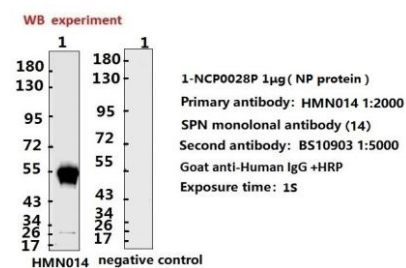 WB experiment
1
1
180
130
95
72
55
43
34
26
17
180
130
95
72
55
43
34
26
17
HMN014
negative control
1-NCP0028P 1μg ( NP protein )
Primary antibody: HMN014 1:2000
SPN monolonal antibody (14)
Second antibody: BS10903 1:5000
Goat anti-Human IgG +HRP
Exposure time: 1S